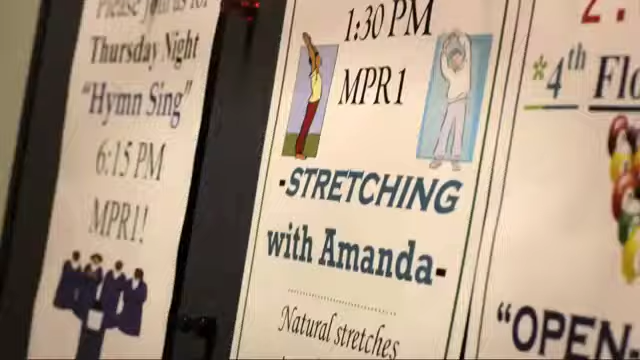 Please join us for
Thursday Night
"Hymn Sing"
6:15 PM
MPR1!
1:30 PM
MPR1
-STRETCHING
with Amanda-
Natural stretches
2:
*4th Flo
"OPEN-